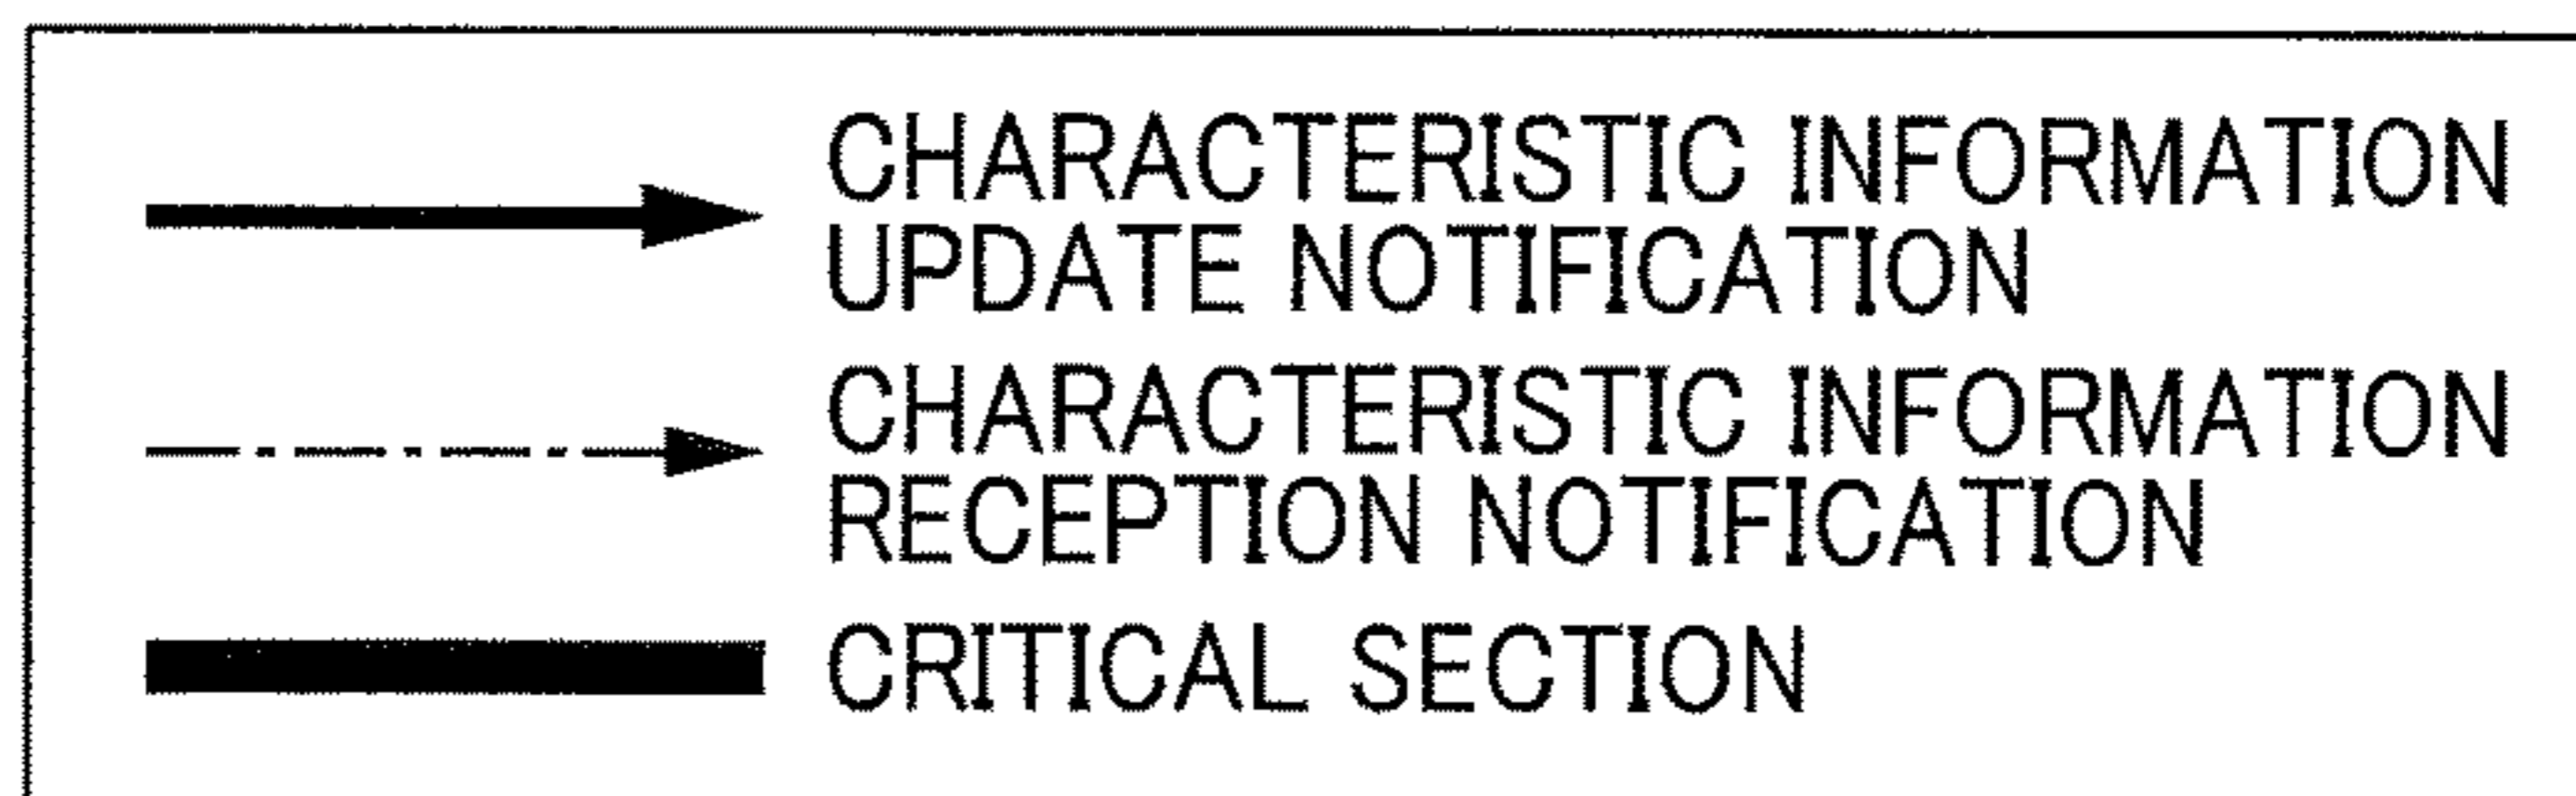 CHARACTERISTIC INFORMATION
UPDATE NOTIFICATION
CHARACTERISTIC INFORMATION
RECEPTION NOTIFICATION
CRITICAL SECTION